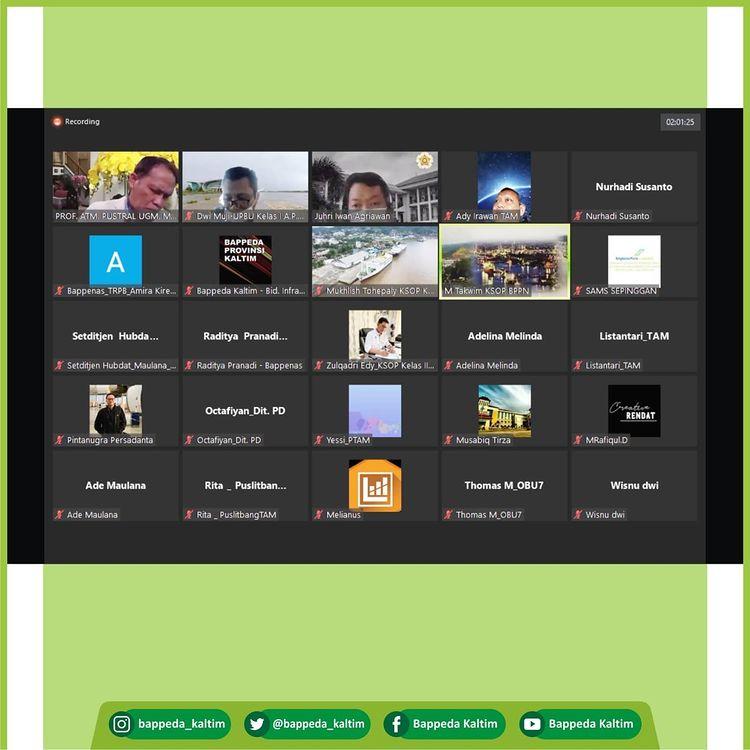 Recording
02:01:25
PROF. ATM. PUSTRAL UGM. M...
Dwi Muji-UPBU Kelas I A.P....
Juhri Iwan Agriawan
Ady Irawan TAM
Nurhadi Susanto
Nurhadi Susanto
A
Bappenas_TRPB_Amira Kire...
BAPPEDA
PROVINSI
KALTIM
Bappeda Kaltim - Bid. Infra...
Mukhlish Tohepaly KSOP K...
M Takwim KSOP BPPN
SAMS SEPINGGAN
Setditjen Hubda...
Setditjen Hubdat_Maulana_...
Raditya Pranadi...
Raditya Pranadi - Bappenas
Zulqadri Edy_KSOP Kelas II...
Adelina Melinda
Adelina Melinda
Listantari_TAM
Listantari_TAM
Pintanugra Persadanta
Octafiyan_Dit. PD
Octafiyan_Dit. PD
Yessi_PTAM
Musabiq Tirza
Creative
RENDAT
MRafiqul.D
Ade Maulana
Ade Maulana
Rita _ Puslitban...
Rita _ PuslitbangTAM
Melianus
Thomas M_OBU7
Thomas M_OBU7
Wisnu dwi
Wisnu dwi
bappeda_kaltim
@bappeda_kaltim
Bappeda Kaltim
Bappeda Kaltim